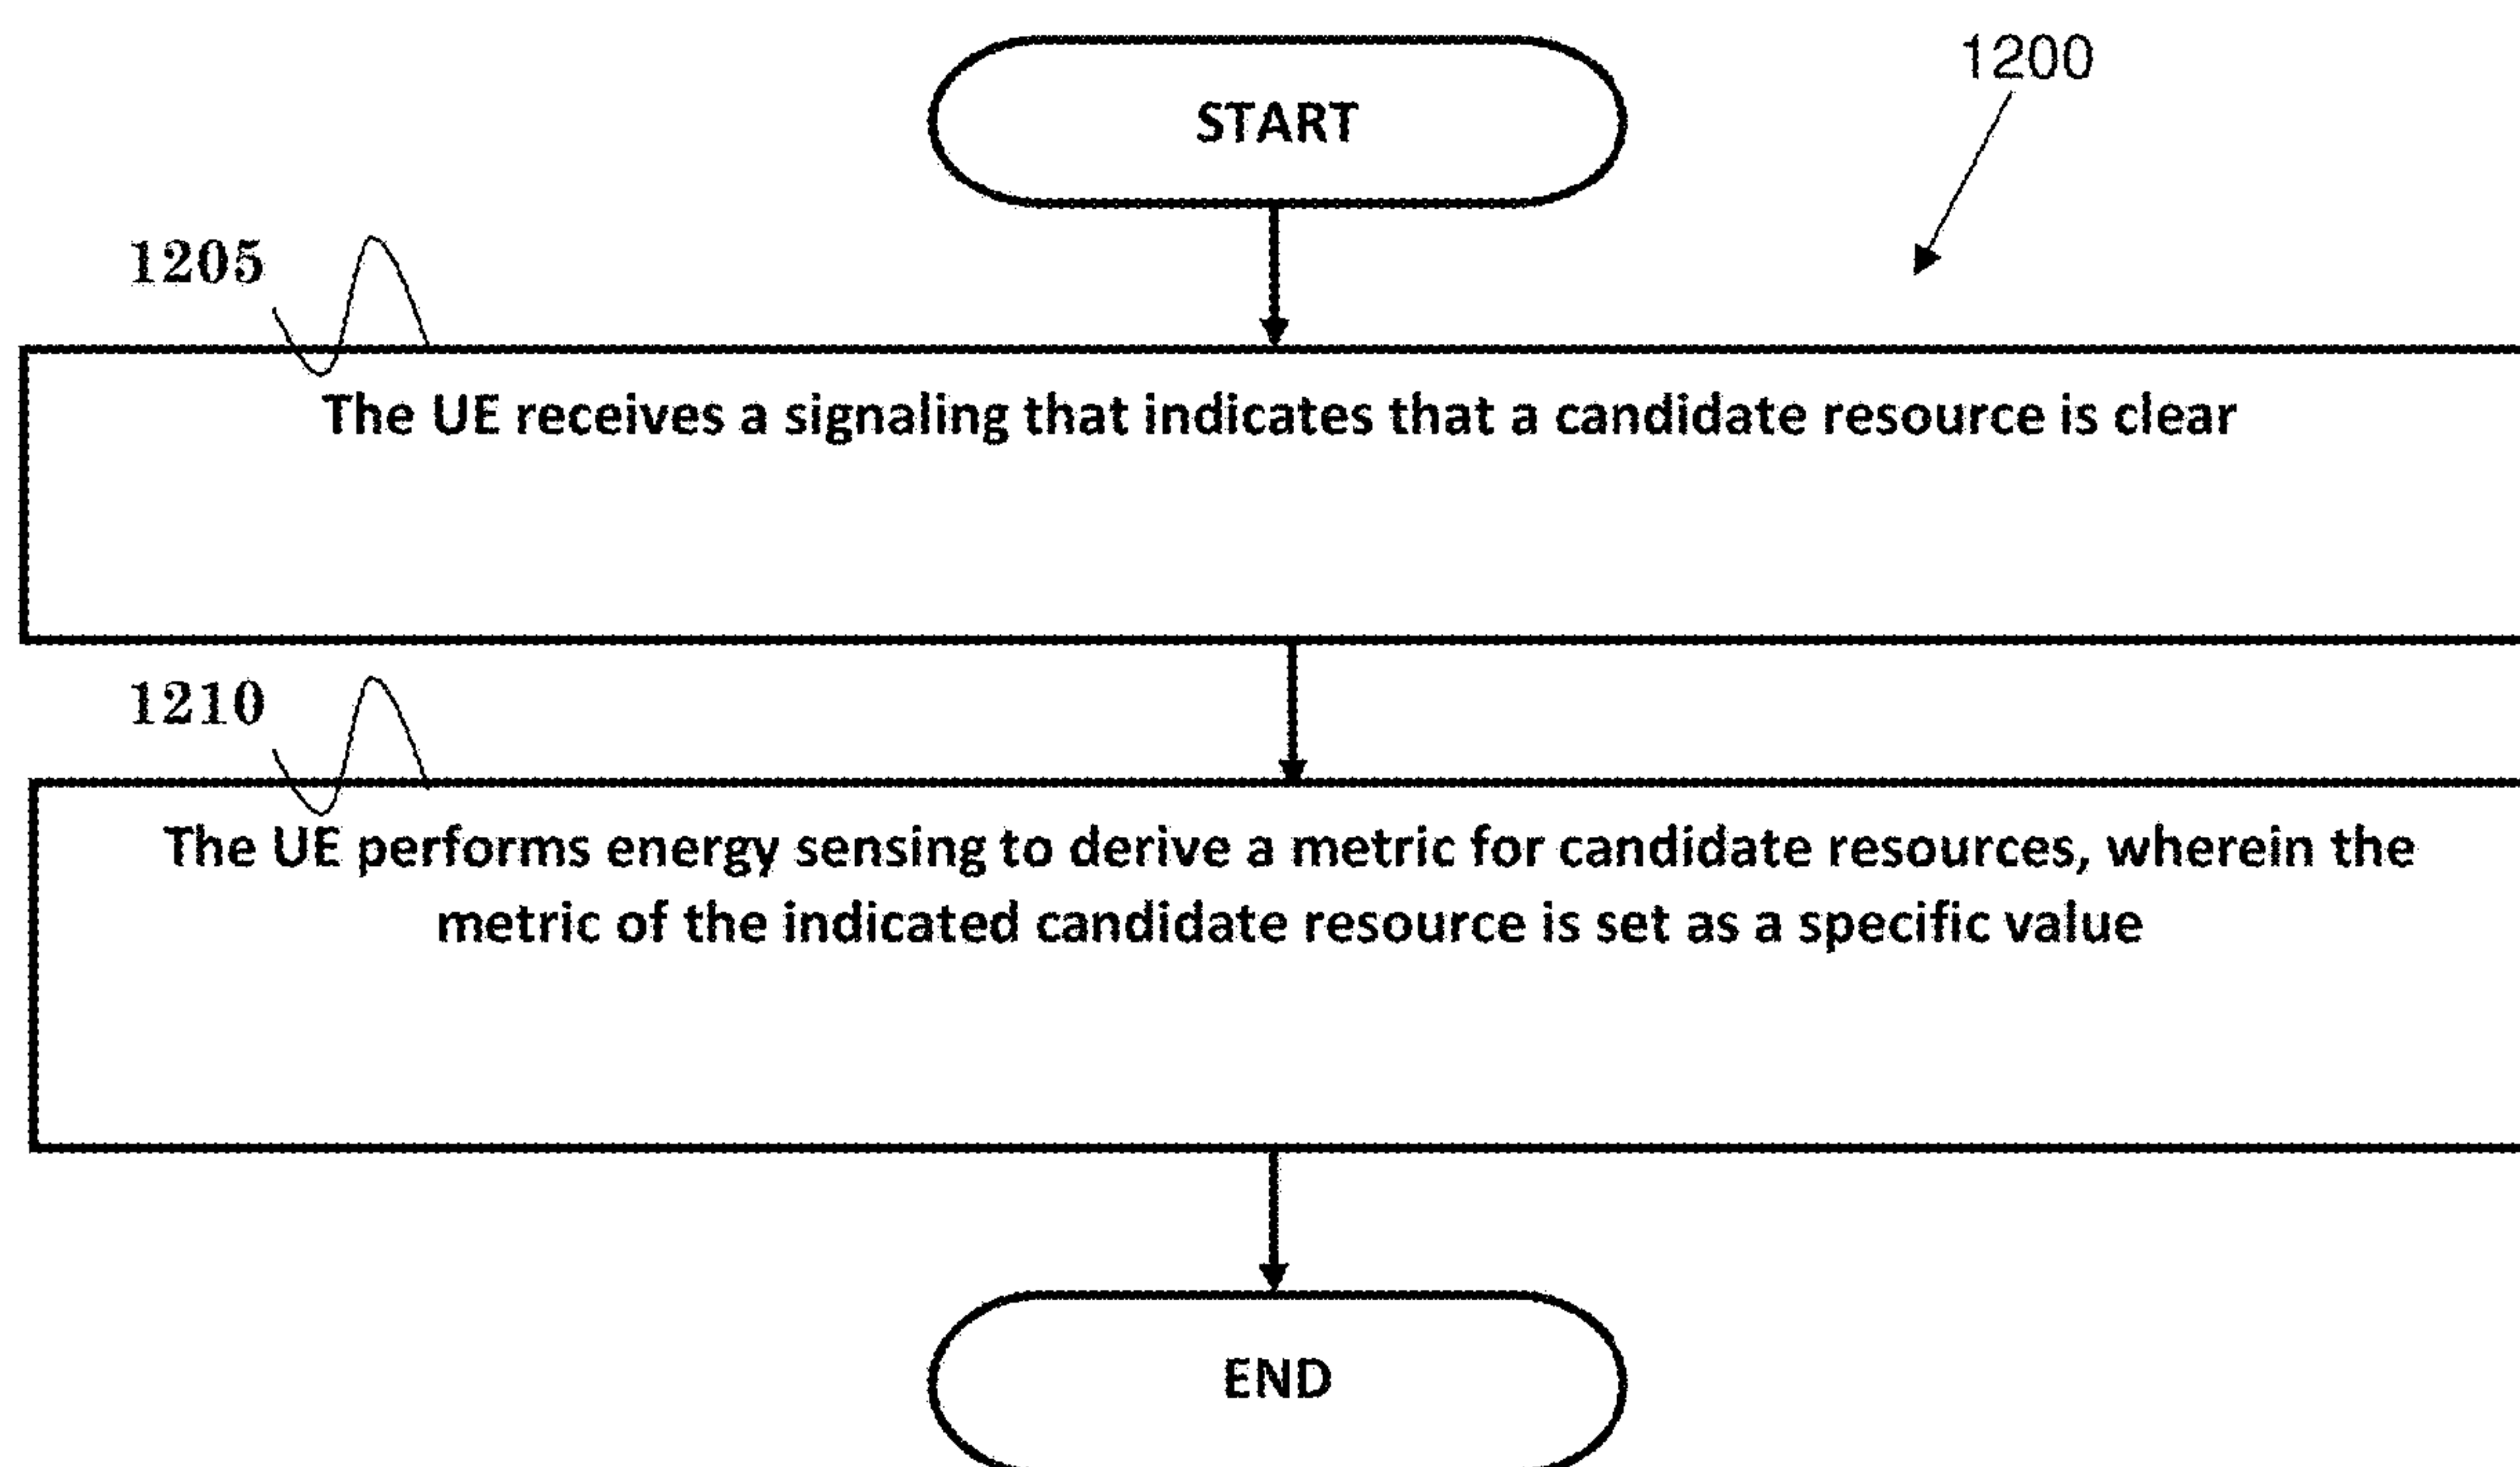 START
1200
1205
The UE receives a signaling that indicates that a candidate resource is clear
1210
The UE performs energy sensing to derive a metric for candidate resources, wherein the
metric of the indicated candidate resource is set as a specific value
END